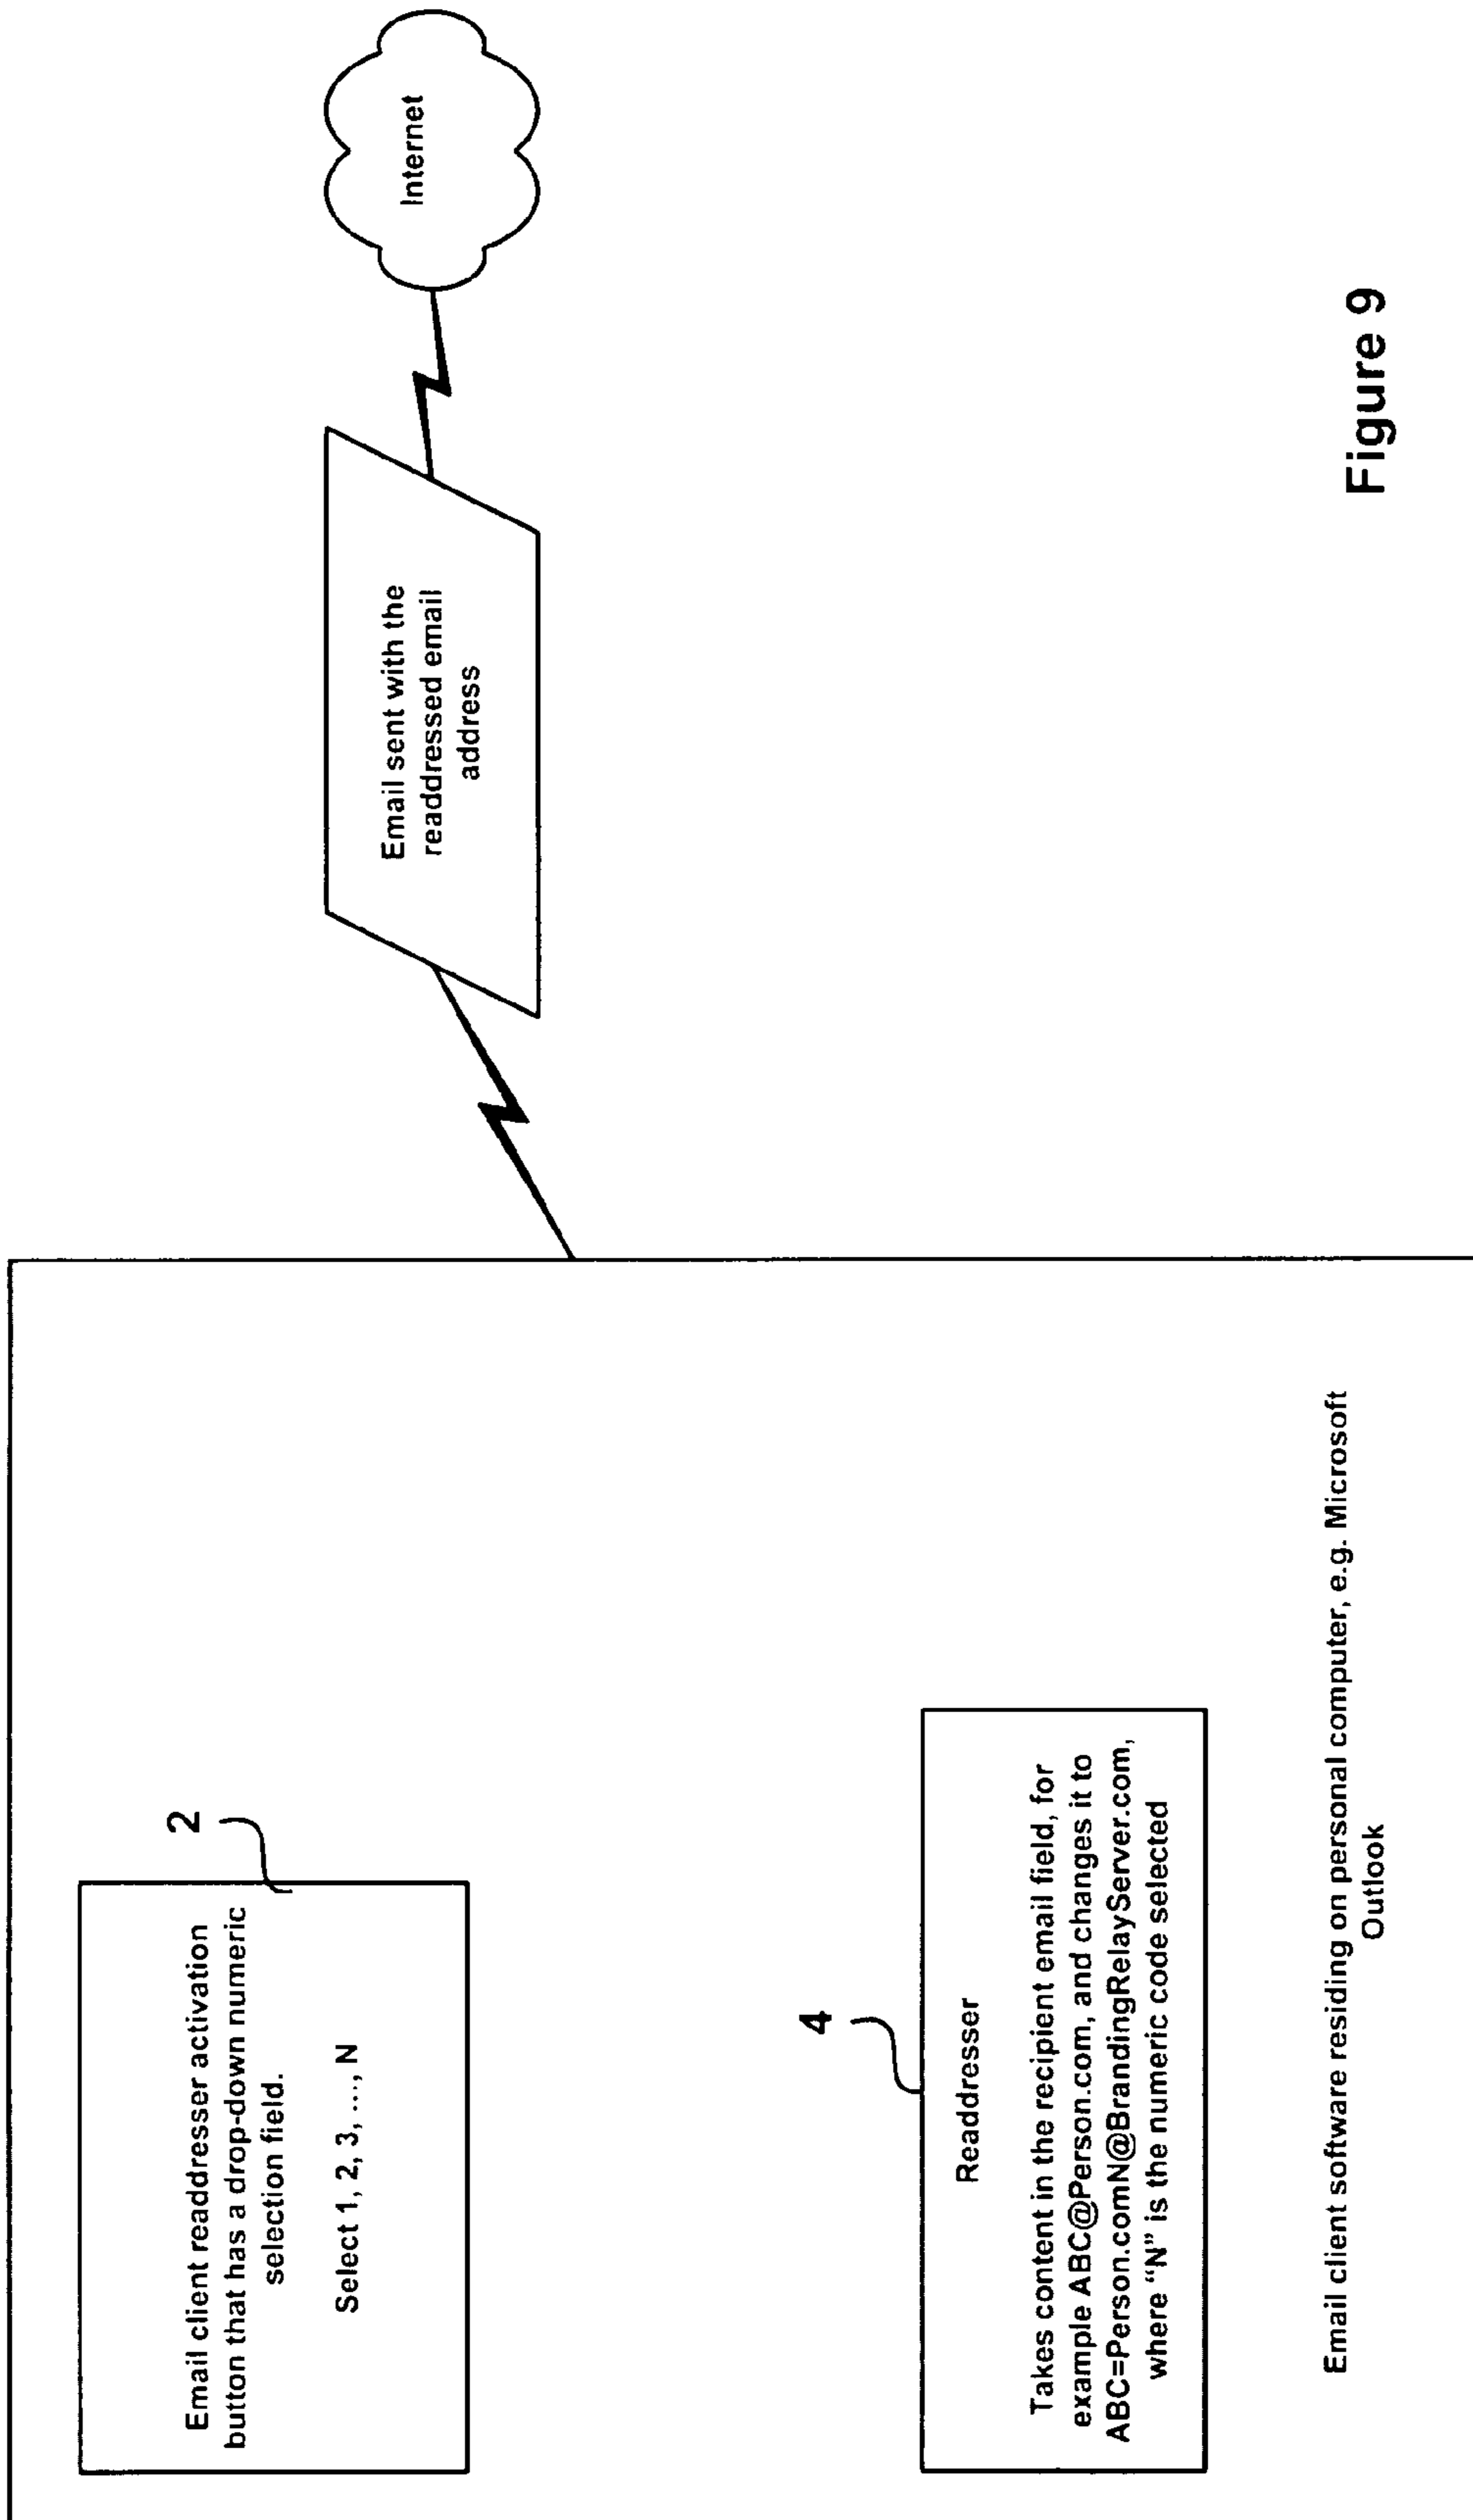 Email client readdresser activation
button that has a drop-down numeric
selection field.
Select 1, 2, 3, ..., N
2
4
Readdresser
Takes content in the recipient email field, for
example ABC@Person.com, and changes it to
ABC=Person.comN@BrandingRelayServer.com,
where “N” is the numeric code selected
Email client software residing on personal computer, e.g. Microsoft
Outlook
Email sent with the
readdressed email
address
Internet
Figure 9